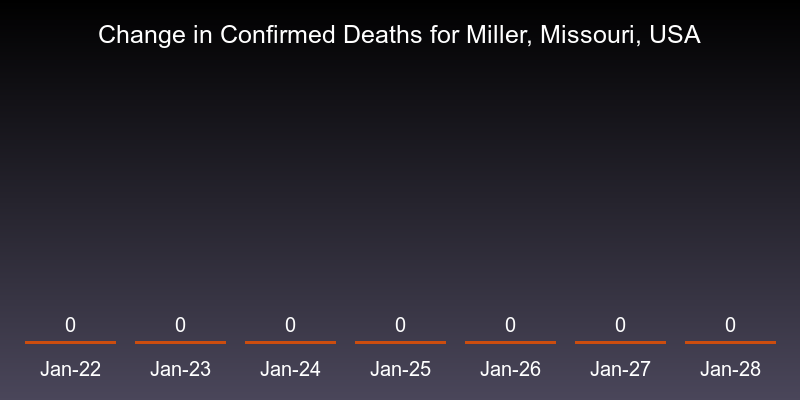 Change in Confirmed Deaths for Miller, Missouri, USA
0 0 0 0 0 0 0
Jan-22 Jan-23 Jan-24 Jan-25 Jan-26 Jan-27 Jan-28